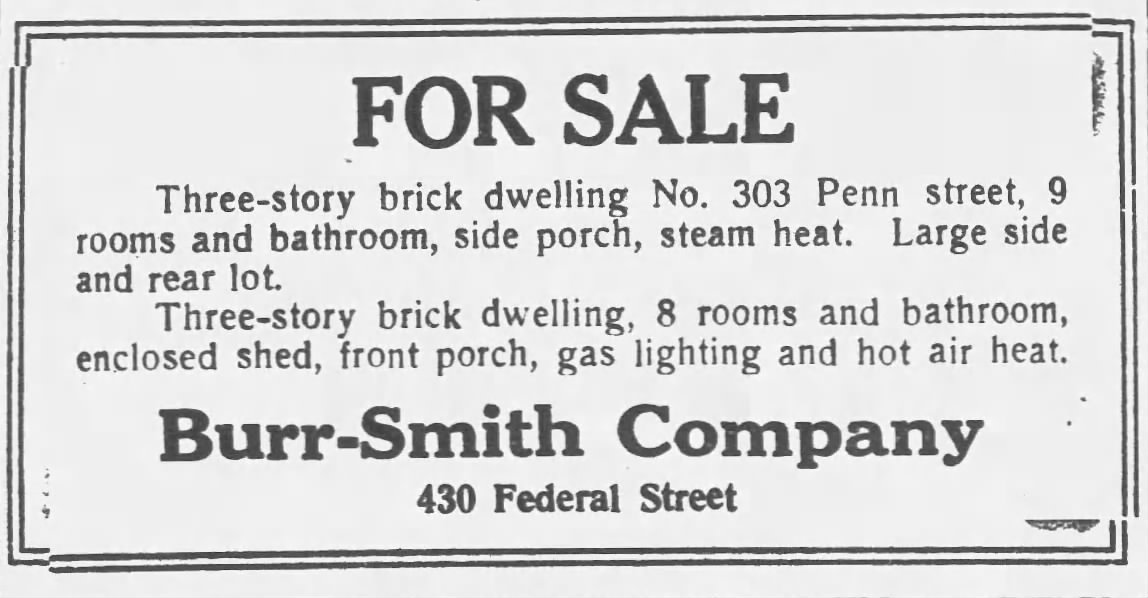 FOR SALE
Three-story brick dwelling No. 303 Penn street, 9
rooms and bathroom, side porch, steam heat. Large side
and rear lot.
Three-story brick dwelling, 8 rooms and bathroom,
enclosed shed, front porch, gas lighting and hot air heat.
Burr-Smith Company
430 Federal Street